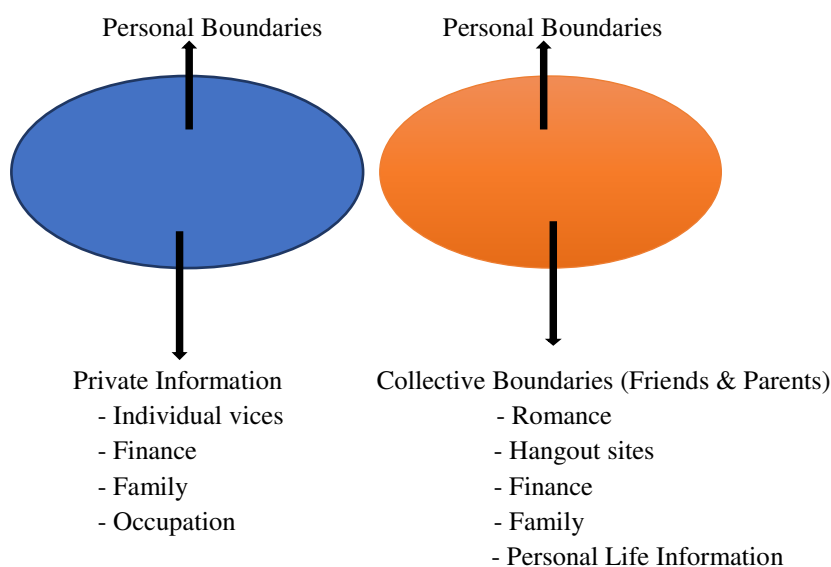 Personal Boundaries
Personal Boundaries
Private Information
- Individual vices
- Finance
- Family
- Occupation
Collective Boundaries (Friends & Parents)
- Romance
- Hangout sites
- Finance
- Family
- Personal Life Information